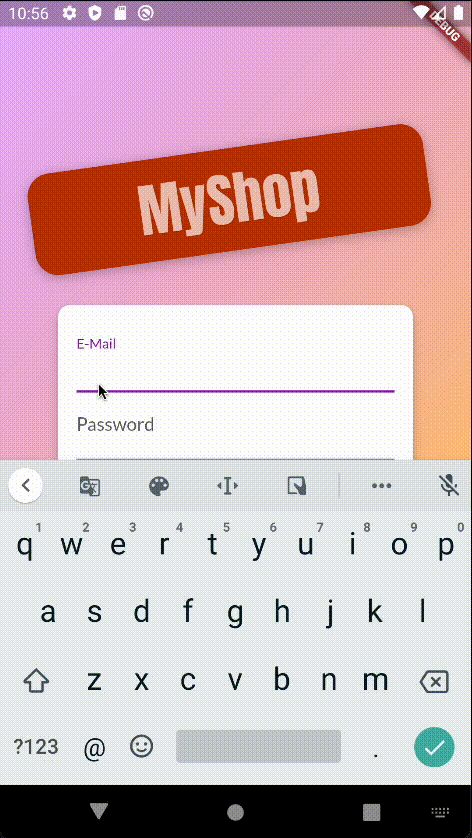 10:56
DEBUG
MyShop
E-Mail
Password
1 2 3 4 5 6 7 8 9 0
q w e r t y u i o p
a s d f g h j k l
z x c v b n m
?123 @ .